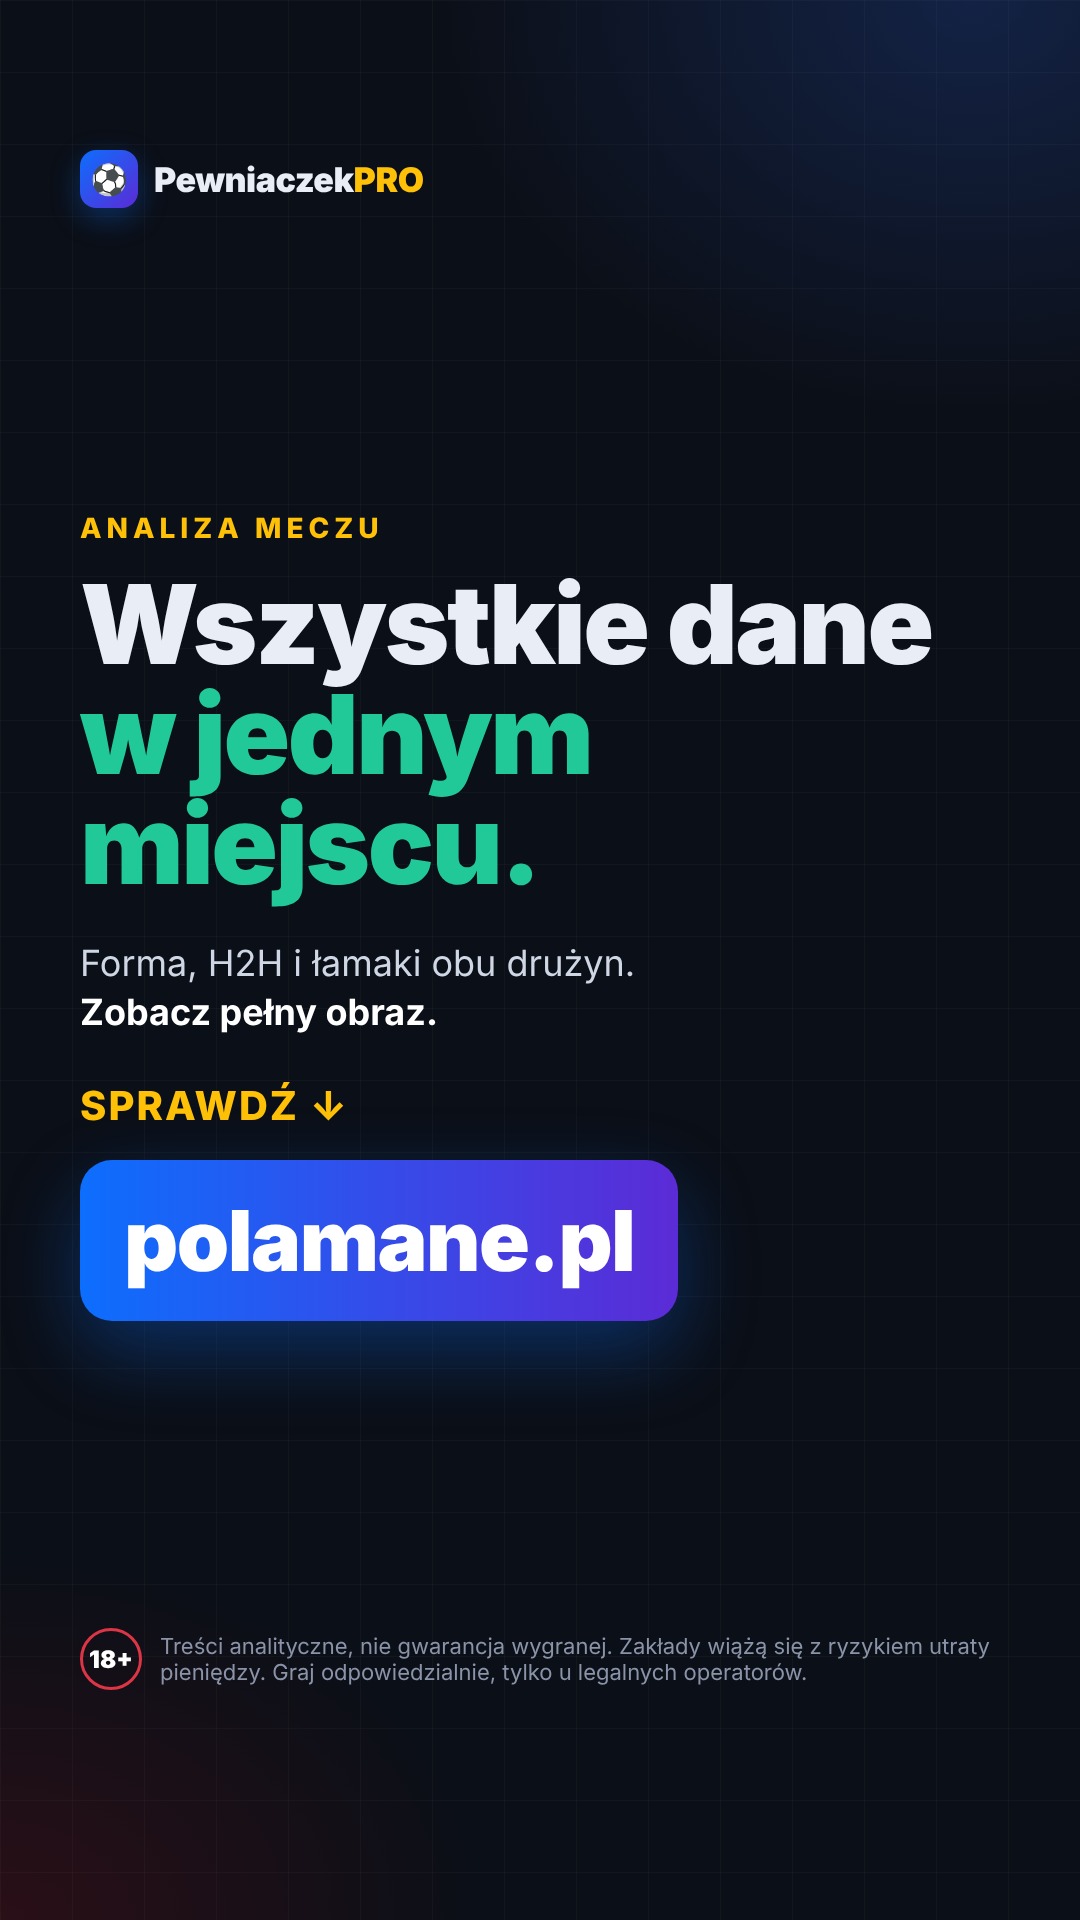 PewniaczekPRO
ANALIZA MECZU
Wszystkie dane
w jednym
miejscu.
Forma, H2H i łamaki obu drużyn.
Zobacz pełny obraz.
SPRAWDŹ ↓
polamane.pl
18+ Treści analityczne, nie gwarancja wygranej. Zakłady wiążą się z ryzykiem utraty
pieniędzy. Graj odpowiedzialnie, tylko u legalnych operatorów.